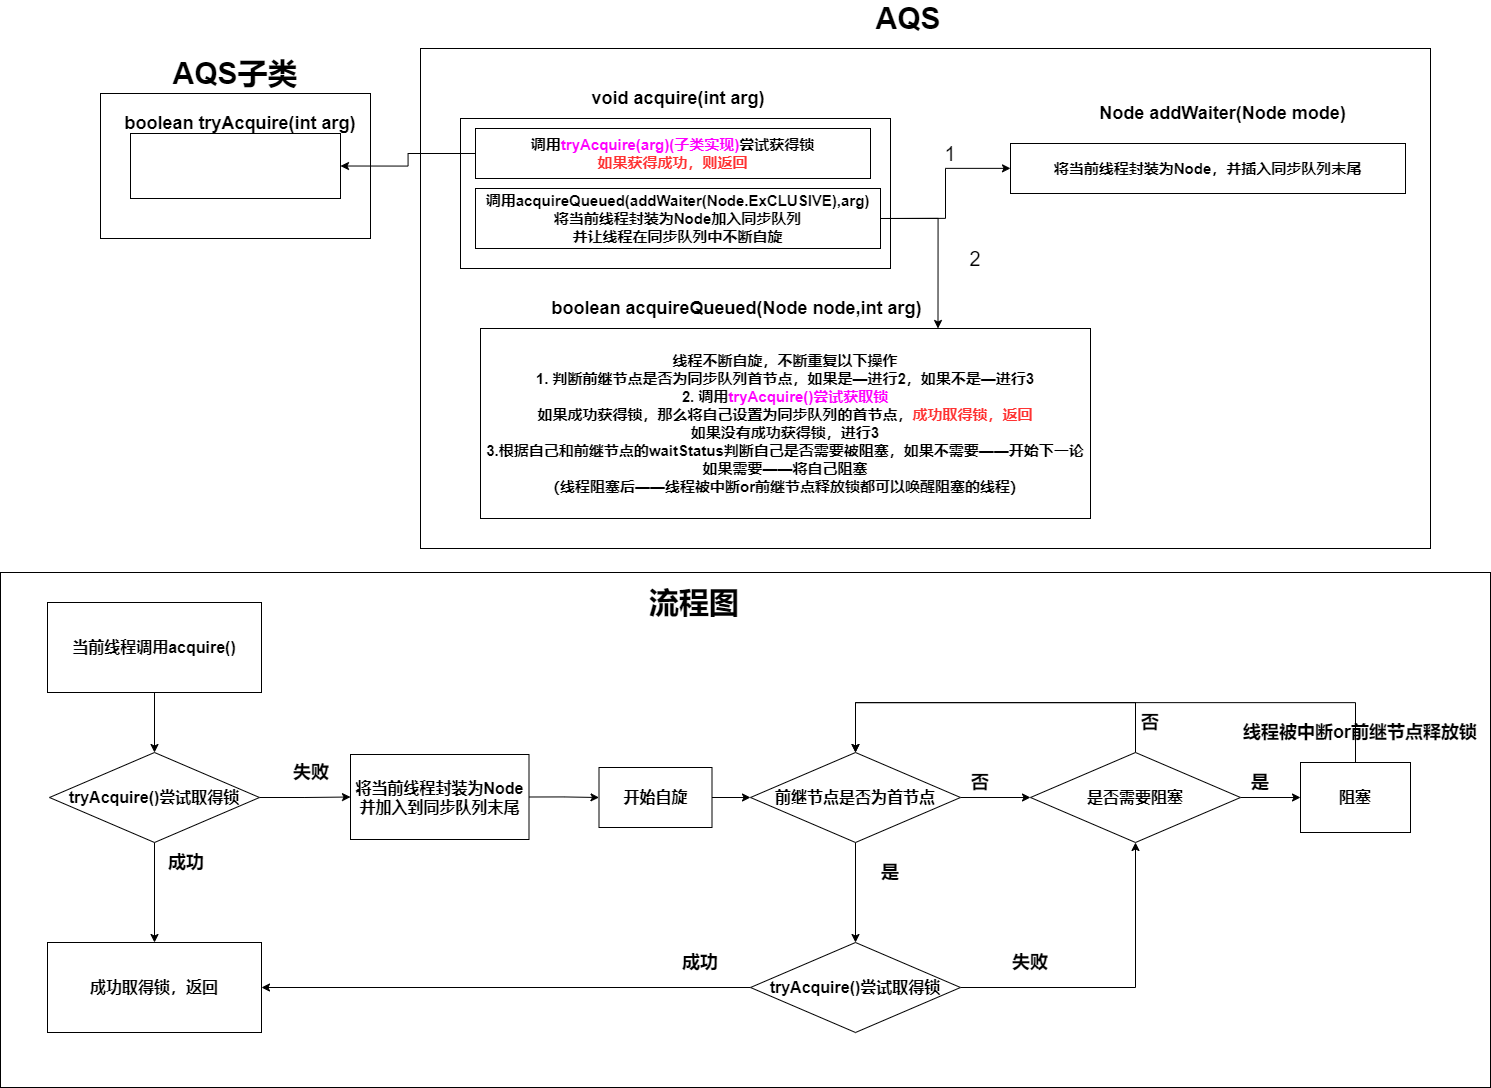 AQS
AQS子类
boolean tryAcquire(int arg)
void acquire(int arg)
调用tryAcquire(arg)(子类实现)尝试获得锁
如果获得成功，则返回
调用acquireQueued(addWaiter(Node.ExCLUSIVE),arg)
将当前线程封装为Node加入同步队列
并让线程在同步队列中不断自旋
1
Node addWaiter(Node mode)
将当前线程封装为Node，并插入同步队列末尾
2
boolean acquireQueued(Node node,int arg)
线程不断自旋，不断重复以下操作
1. 判断前继节点是否为同步队列首节点，如果是—进行2，如果不是—进行3
2. 调用tryAcquire()尝试获取锁
如果成功获得锁，那么将自己设置为同步队列的首节点，成功取得锁，返回
如果没有成功获得锁，进行3
3.根据自己和前继节点的waitStatus判断自己是否需要被阻塞，如果不需要——开始下一论
如果需要——将自己阻塞
(线程阻塞后——线程被中断or前继节点释放锁都可以唤醒阻塞的线程)
流程图
当前线程调用acquire()
tryAcquire()尝试取得锁
失败
将当前线程封装为Node
并加入到同步队列末尾
开始自旋
前继节点是否为首节点
否
是否需要阻塞
否
是
阻塞
线程被中断or前继节点释放锁
成功
是
成功取得锁，返回
成功
tryAcquire()尝试取得锁
失败